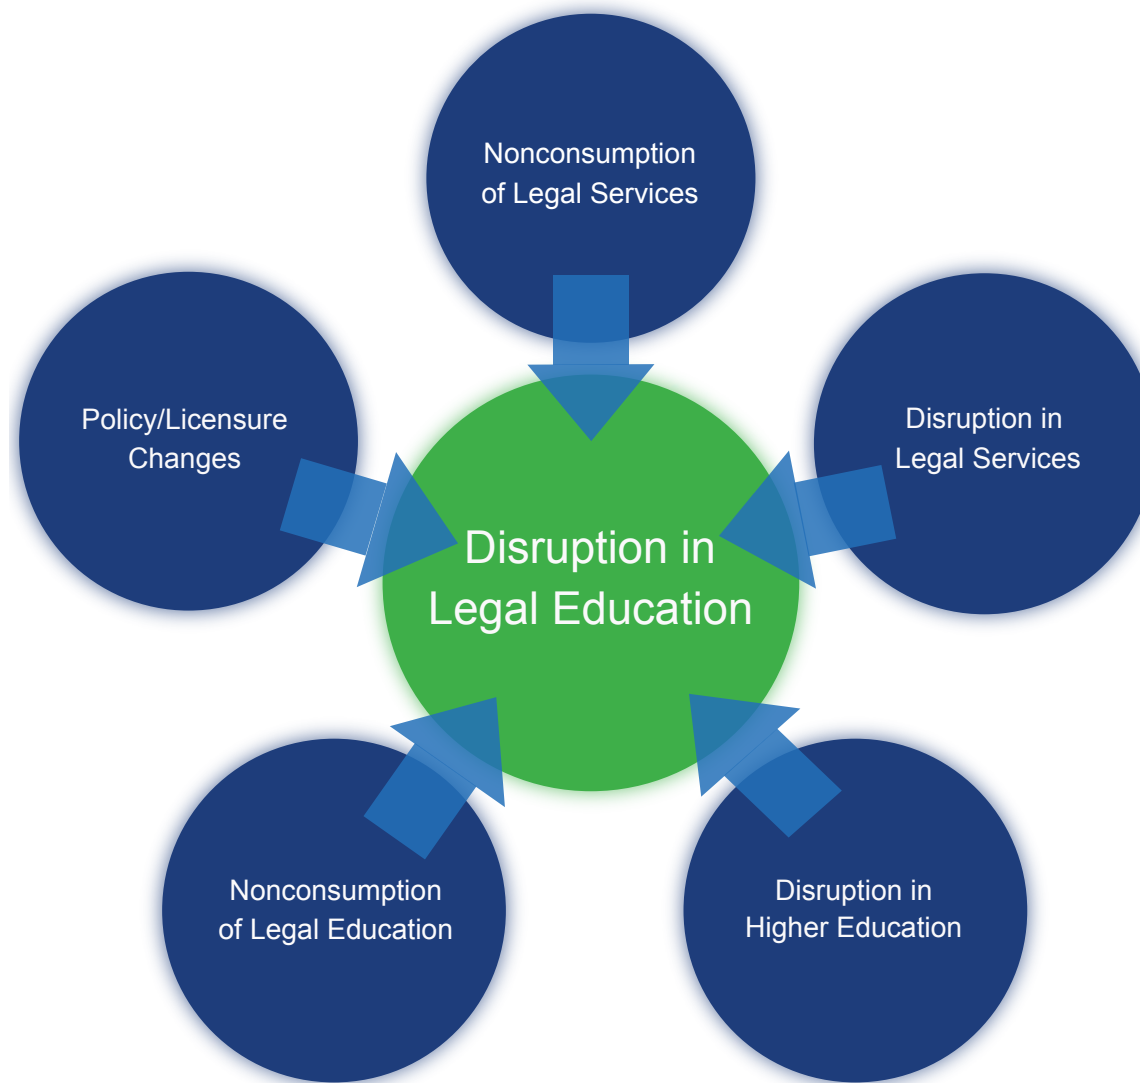 Nonconsumption
of Legal Services
Policy/Licensure
Changes
Disruption in
Legal Services
Disruption in
Legal Education
Nonconsumption
of Legal Education
Disruption in
Higher Education